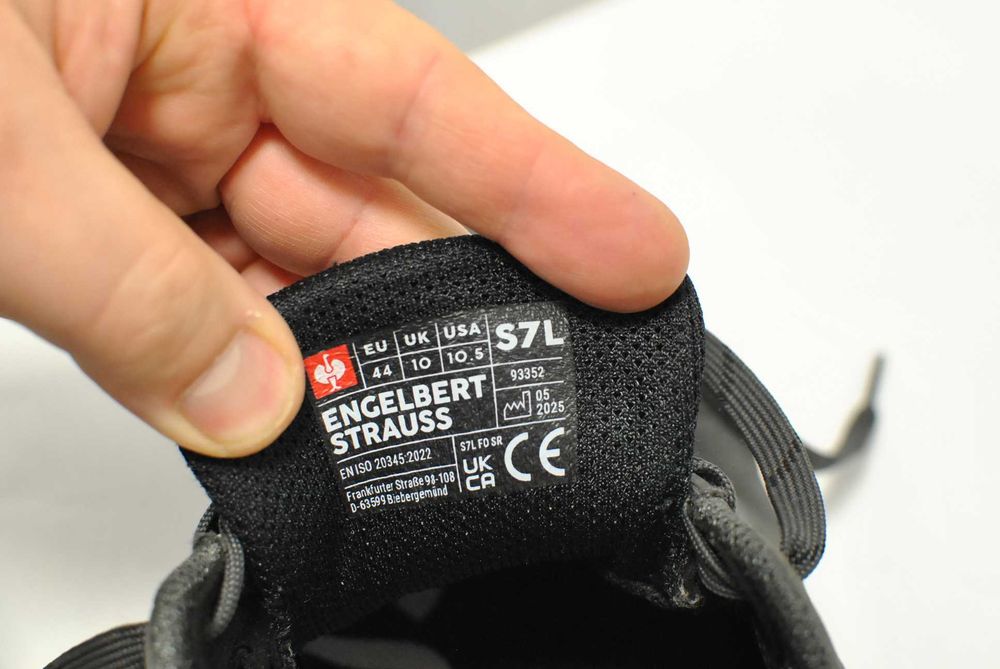 EU UK USA S7L
44 10 10.5
93352
ENGELBERT
STRAUSS
05
2025
EN ISO 20345:2022
S7L FO SR
Frankfurter Straße 98-108
D-63599 Biebergemünd
UK
CA
CE